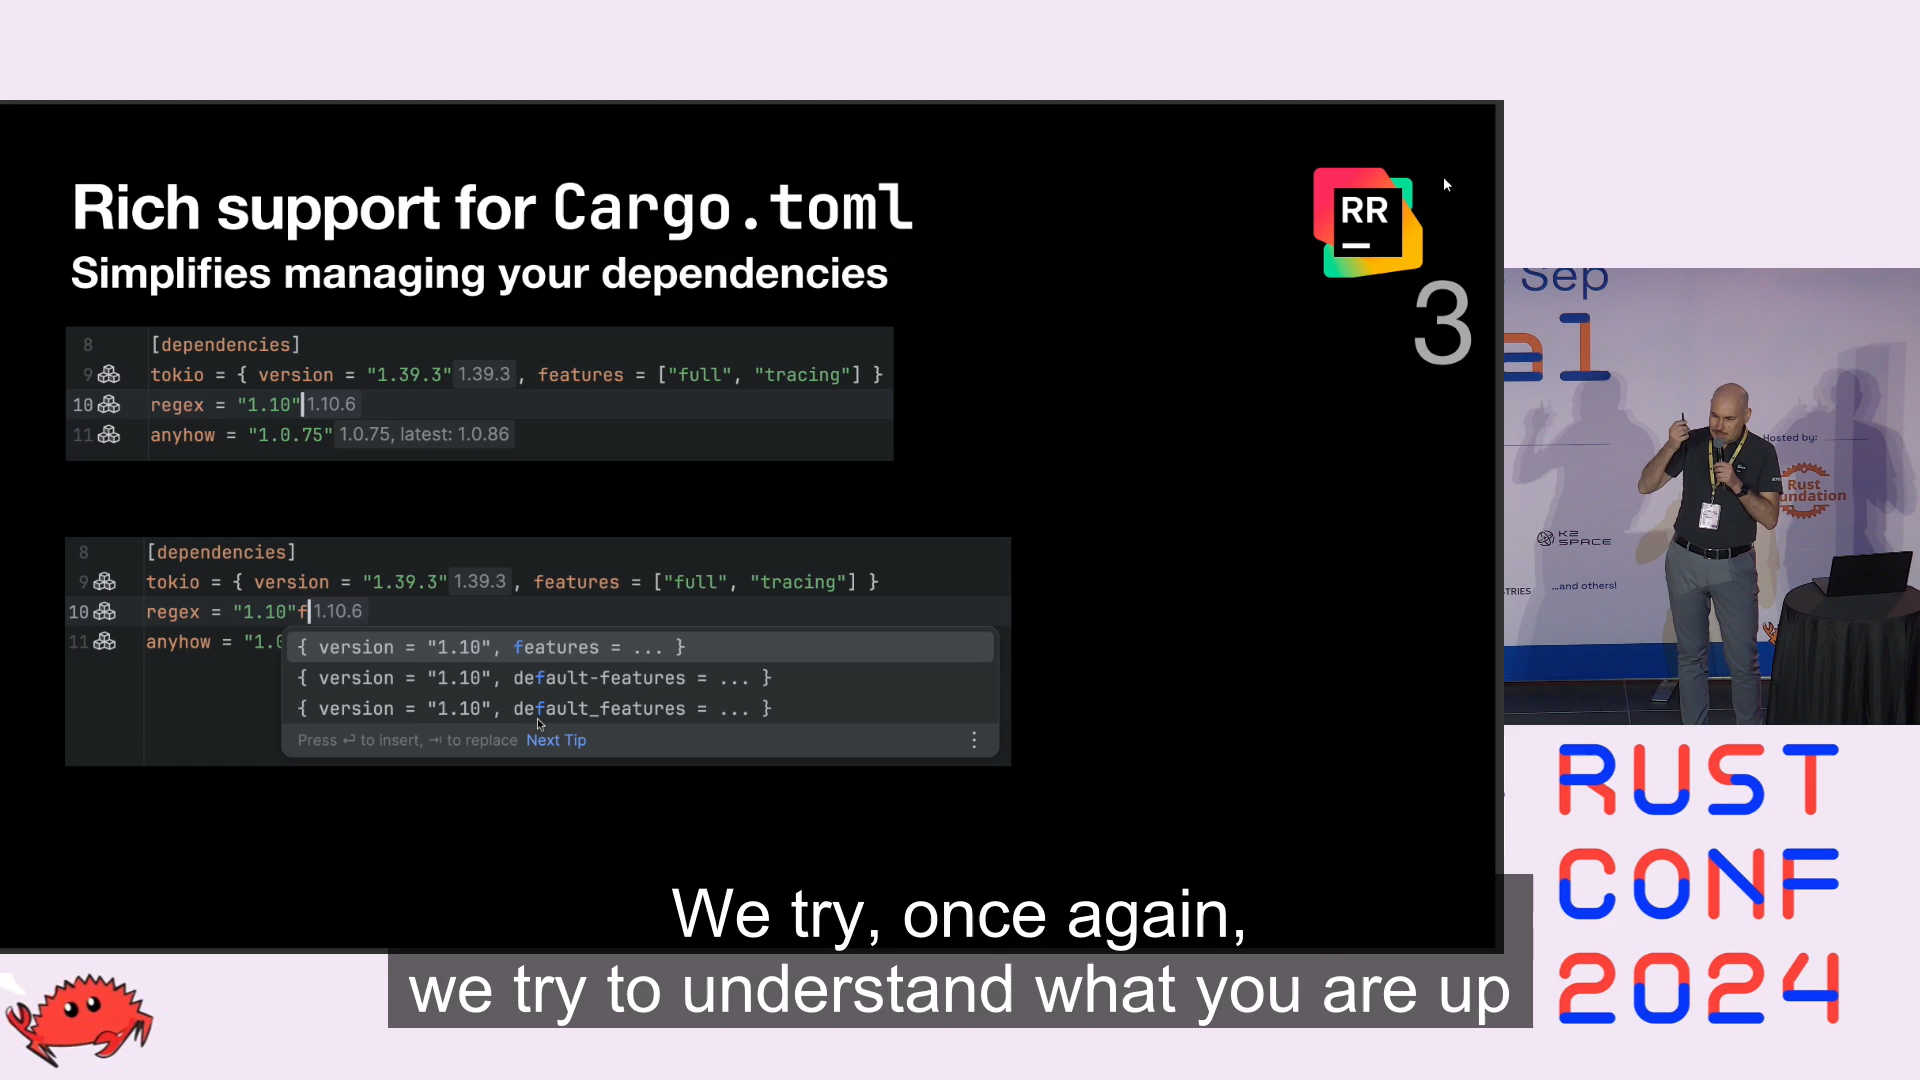 Rich support for Cargo.toml
Simplifies managing your dependencies
RR
3
8 [dependencies]
9 tokio = { version = "1.39.3" 1.39.3 , features = ["full", "tracing"] }
10 regex = "1.10" 1.10.6
11 anyhow = "1.0.75" 1.0.75, latest: 1.0.86
8 [dependencies]
9 tokio = { version = "1.39.3" 1.39.3 , features = ["full", "tracing"] }
10 regex = "1.10"f 1.10.6
11 anyhow = "1.0
{ version = "1.10", features = ... }
{ version = "1.10", default-features = ... }
{ version = "1.10", default_features = ... }
Press ↵ to insert, ⇥ to replace Next Tip
Sep
al
Hosted by:
Rust
undation
K2
SPACE
TRIES
...and others!
RUST
CONF
2024
We try, once again,
we try to understand what you are up